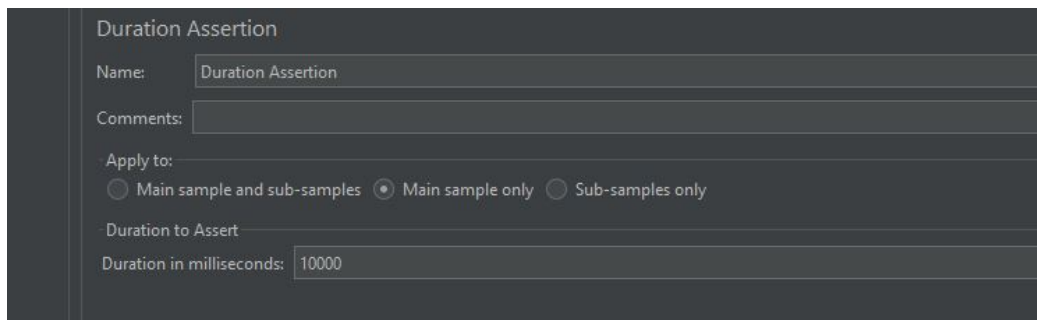 Duration Assertion
Name: Duration Assertion
Comments:
Apply to:
Main sample and sub-samples Main sample only Sub-samples only
Duration to Assert
Duration in milliseconds: 10000